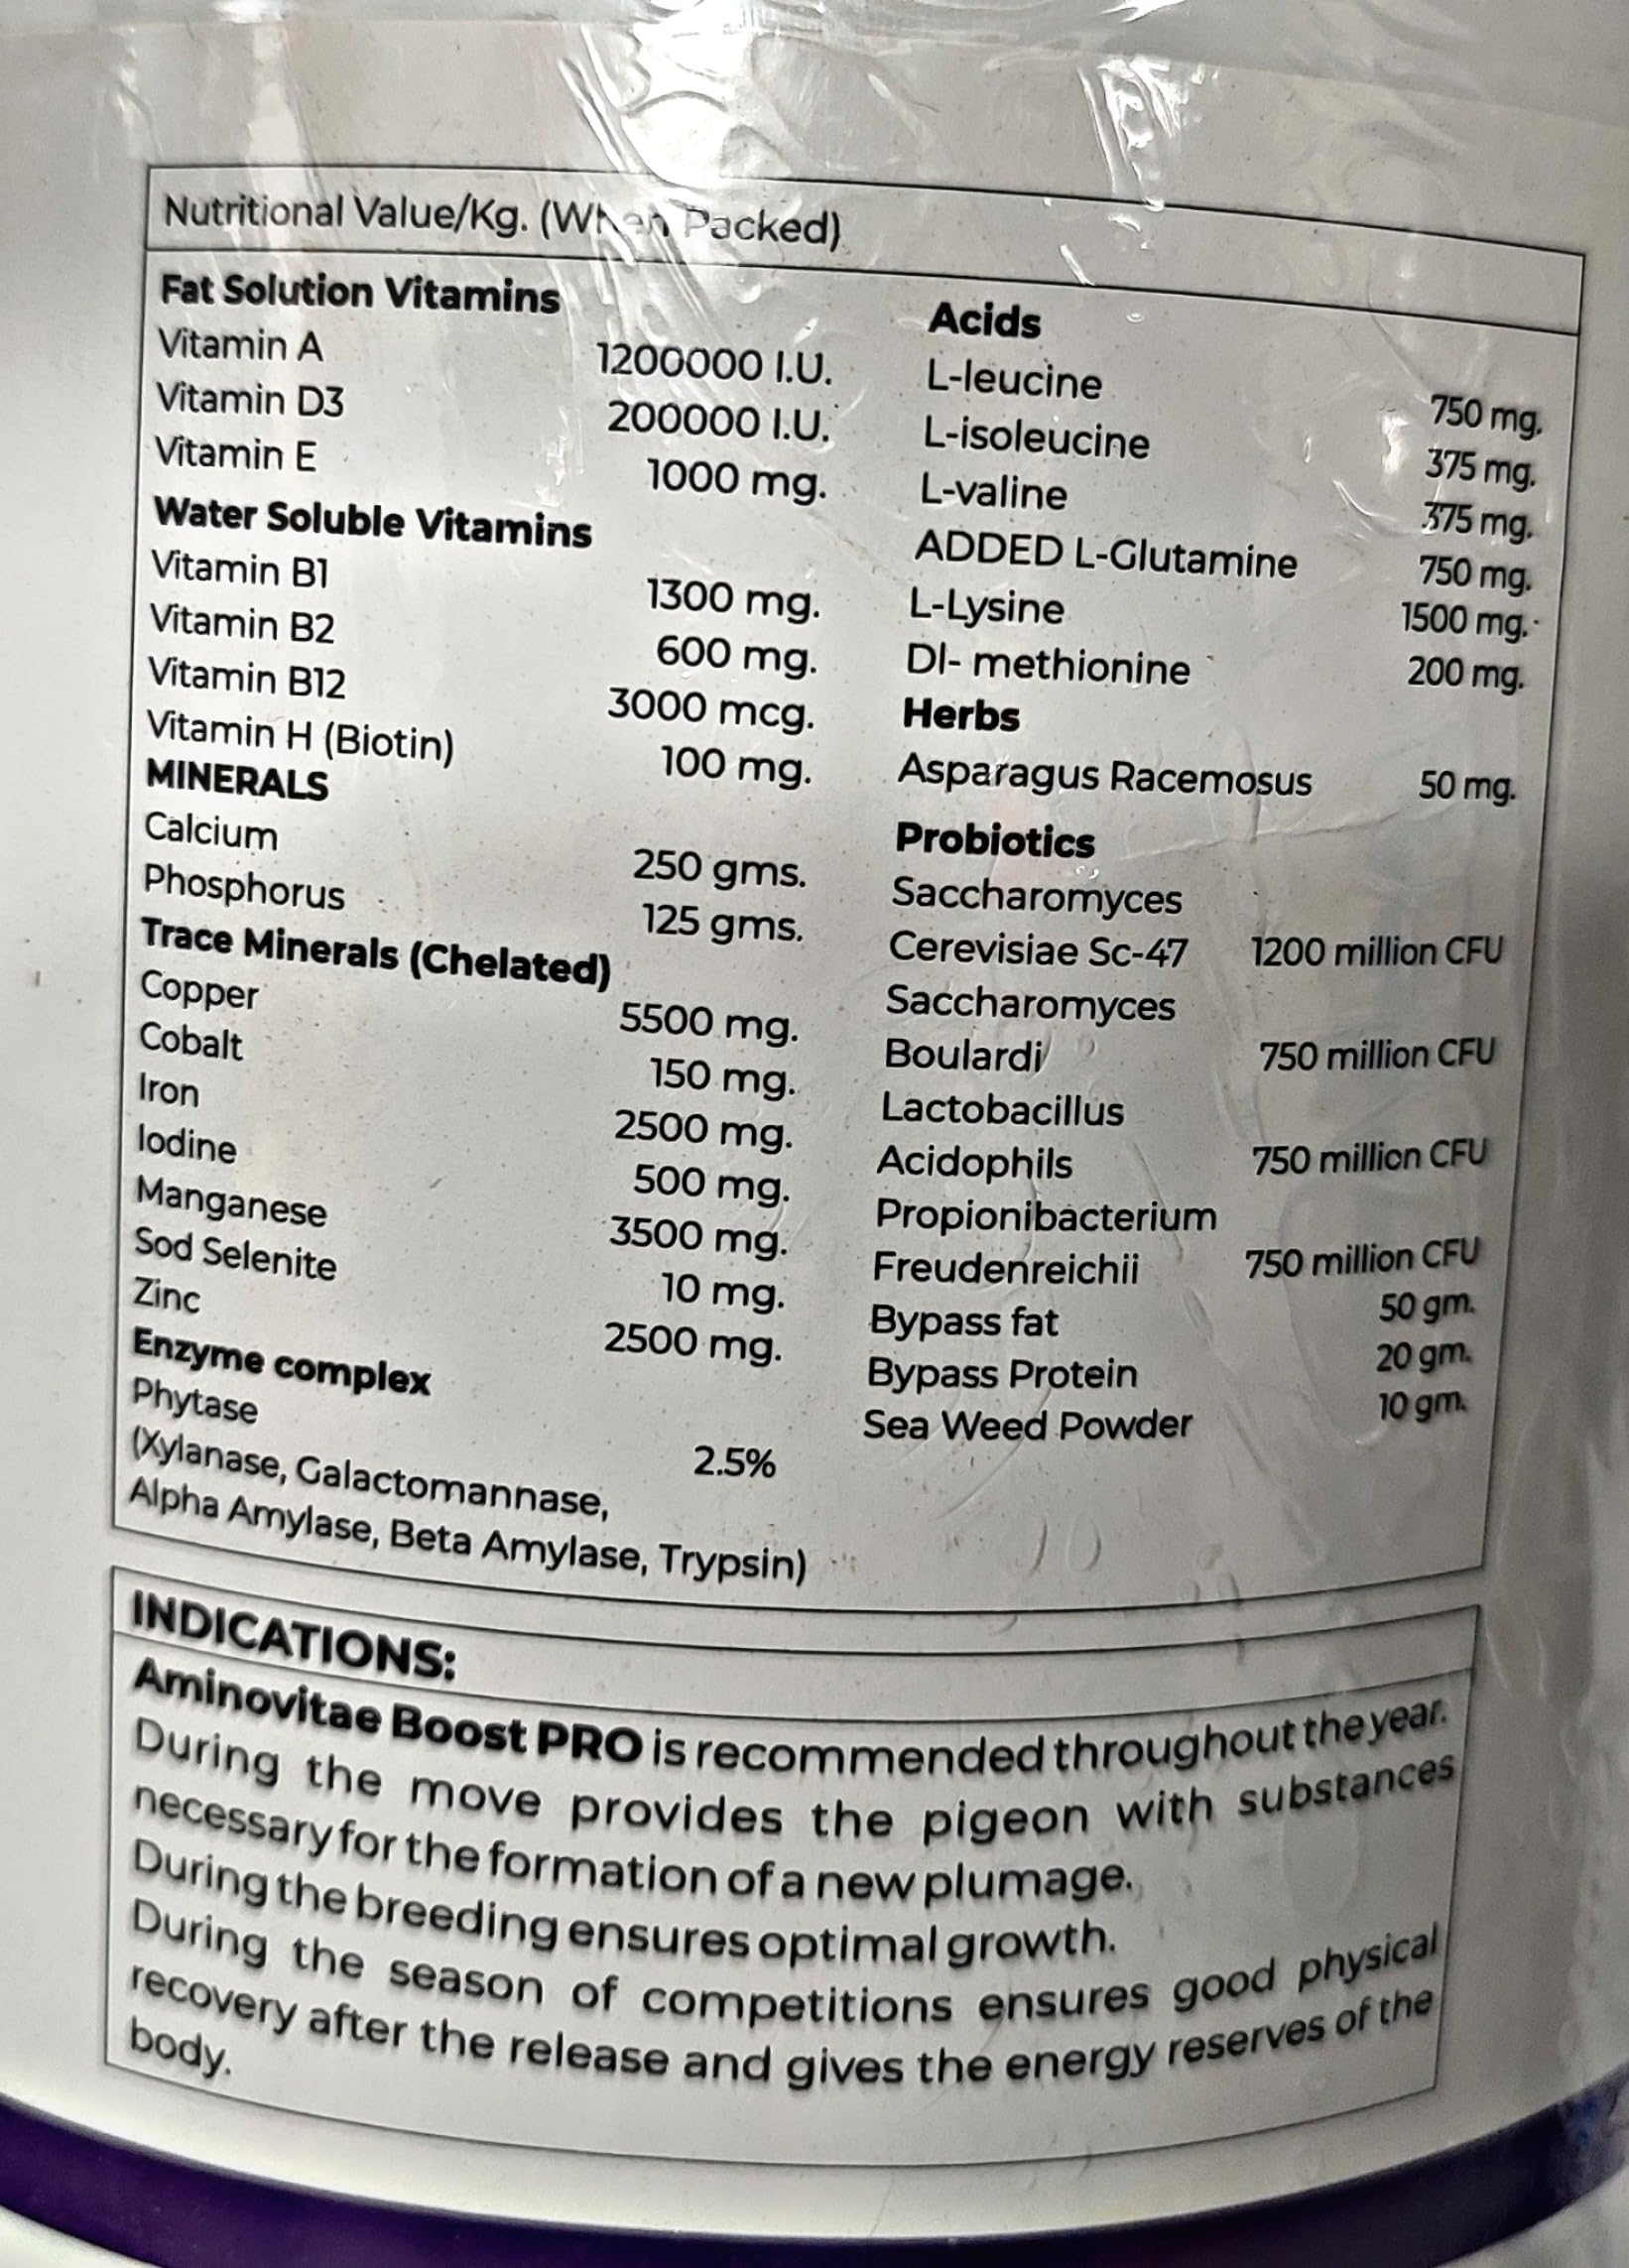 Nutritional Value/Kg. (When Packed)
Fat Solution Vitamins
Vitamin A 1200000 I.U.
Vitamin D3 200000 I.U.
Vitamin E 1000 mg.
Water Soluble Vitamins
Vitamin B1 1300 mg.
Vitamin B2 600 mg.
Vitamin B12 3000 mcg.
Vitamin H (Biotin) 100 mg.
MINERALS
Calcium 250 gms.
Phosphorus 125 gms.
Trace Minerals (Chelated)
Copper 5500 mg.
Cobalt 150 mg.
Iron 2500 mg.
Iodine 500 mg.
Manganese 3500 mg.
Sod Selenite 10 mg.
Zinc 2500 mg.
Enzyme complex
Phytase 2.5%
(Xylanase, Galactomannase,
Alpha Amylase, Beta Amylase, Trypsin)
Acids
L-leucine 750 mg.
L-isoleucine 375 mg.
L-valine 375 mg.
ADDED L-Glutamine 750 mg.
L-Lysine 1500 mg.
Dl- methionine 200 mg.
Herbs
Asparagus Racemosus 50 mg.
Probiotics
Saccharomyces
Cerevisiae Sc-47 1200 million CFU
Saccharomyces
Boulardi 750 million CFU
Lactobacillus
Acidophils 750 million CFU
Propionibacterium
Freudenreichii 750 million CFU
Bypass fat 50 gm.
Bypass Protein 20 gm.
Sea Weed Powder 10 gm.
INDICATIONS:
Aminovitae Boost PRO is recommended throughout the year.
During the move provides the pigeon with substances
necessary for the formation of a new plumage.
During the breeding ensures optimal growth.
During the season of competitions ensures good physical
recovery after the release and gives the energy reserves of the
body.